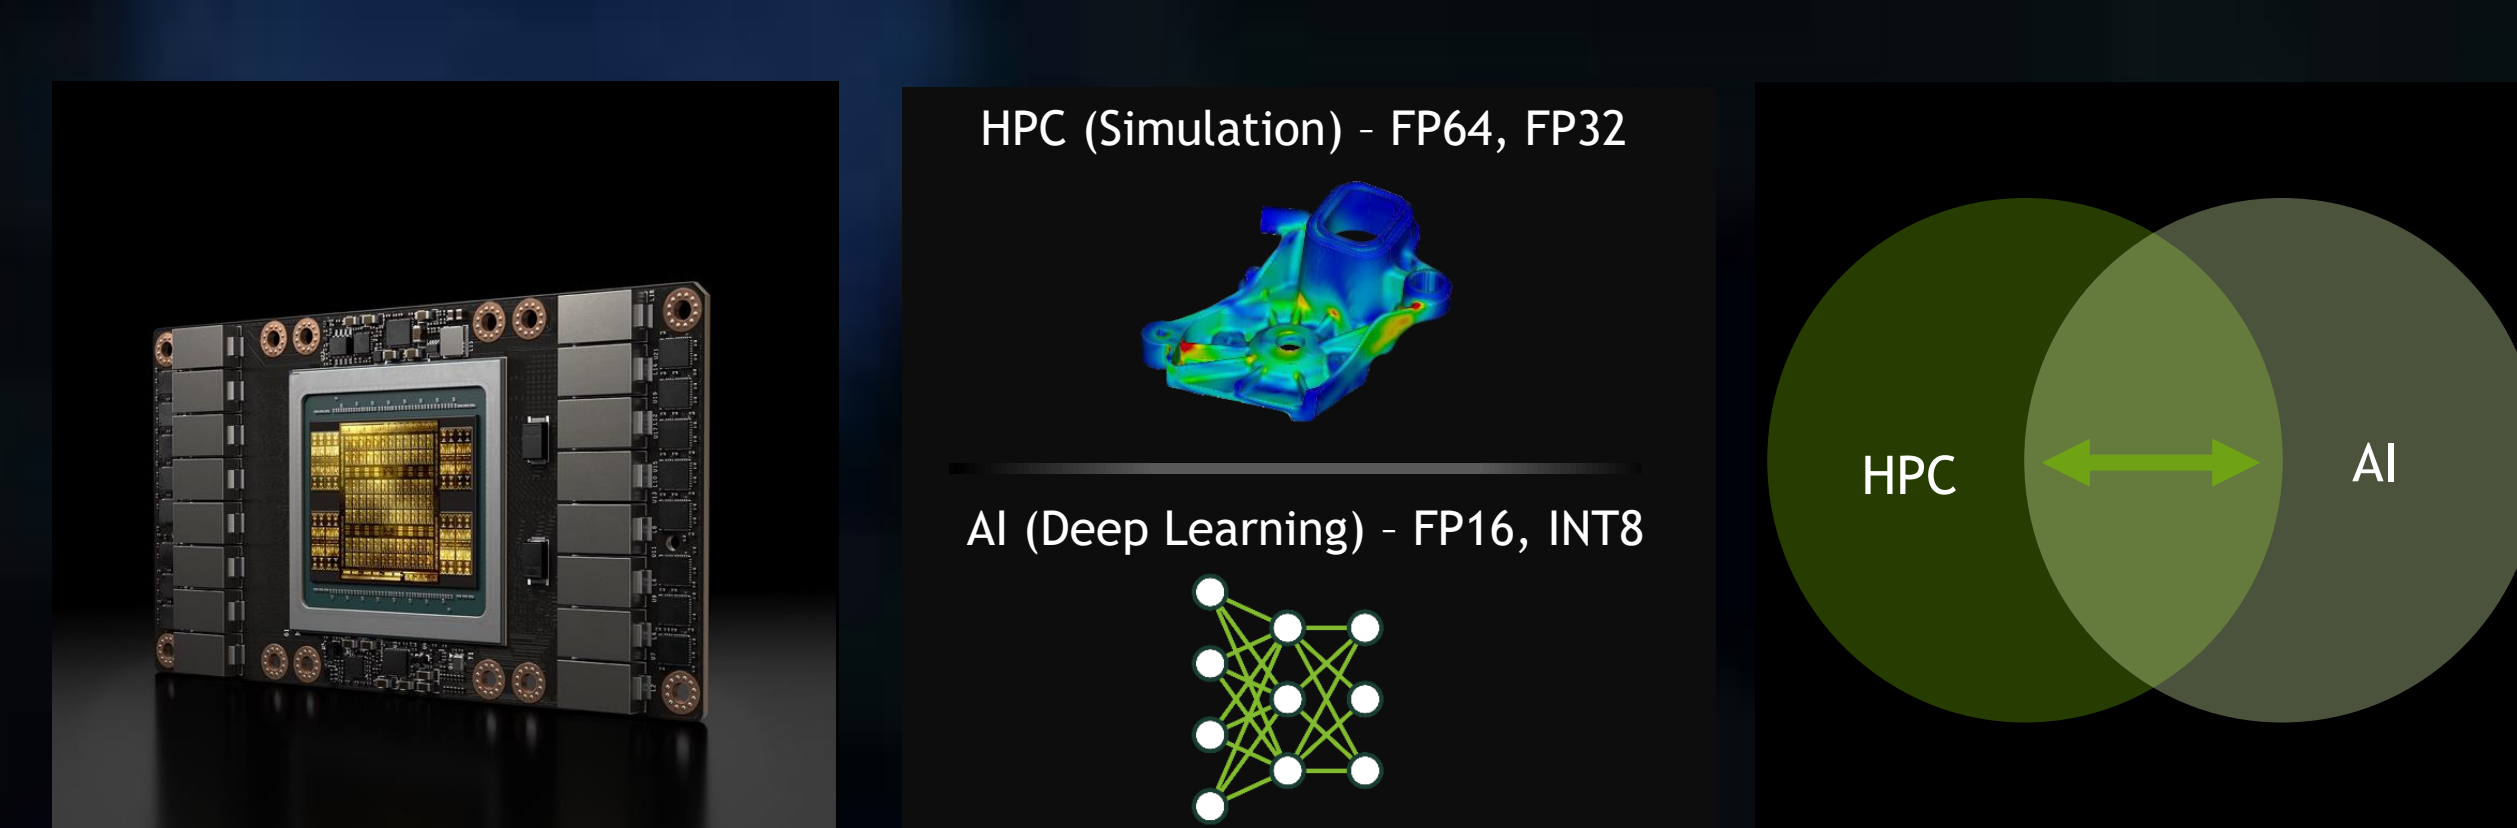 HPC (Simulation) – FP64, FP32
AI (Deep Learning) – FP16, INT8
HPC
AI